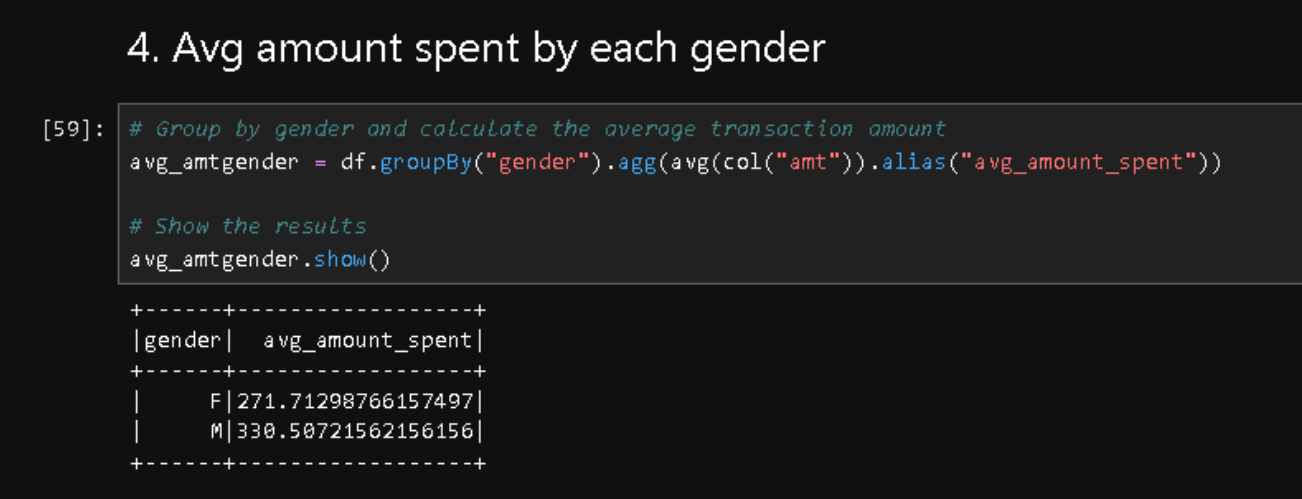 4. Avg amount spent by each gender
[59]: # Group by gender and calculate the average transaction amount
avg_amtgender = df.groupBy("gender").agg(avg(col("amt")).alias("avg_amount_spent"))
# Show the results
avg_amtgender.show()
+------+-----------------+
|gender| avg_amount_spent|
+------+-----------------+
| F|271.71298766157497|
| M|330.50721562156156|
+------+-----------------+